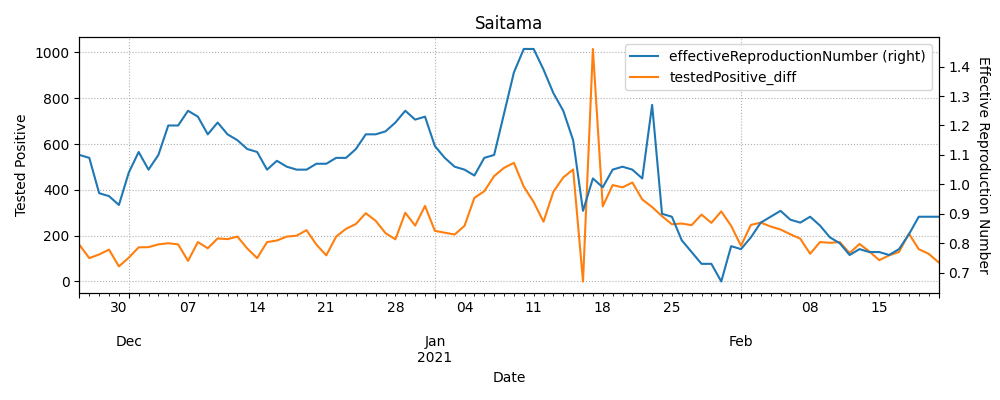 Saitama
effectiveReproductionNumber (right)
testedPositive_diff
Tested Positive
1000
800
600
400
200
0
1.4
1.3
1.2
1.1
1.0
0.9
0.8
0.7
Effective Reproduction Number
30 07 14 21 28 04 11 18 25 08 15
Dec Jan Feb
2021
Date